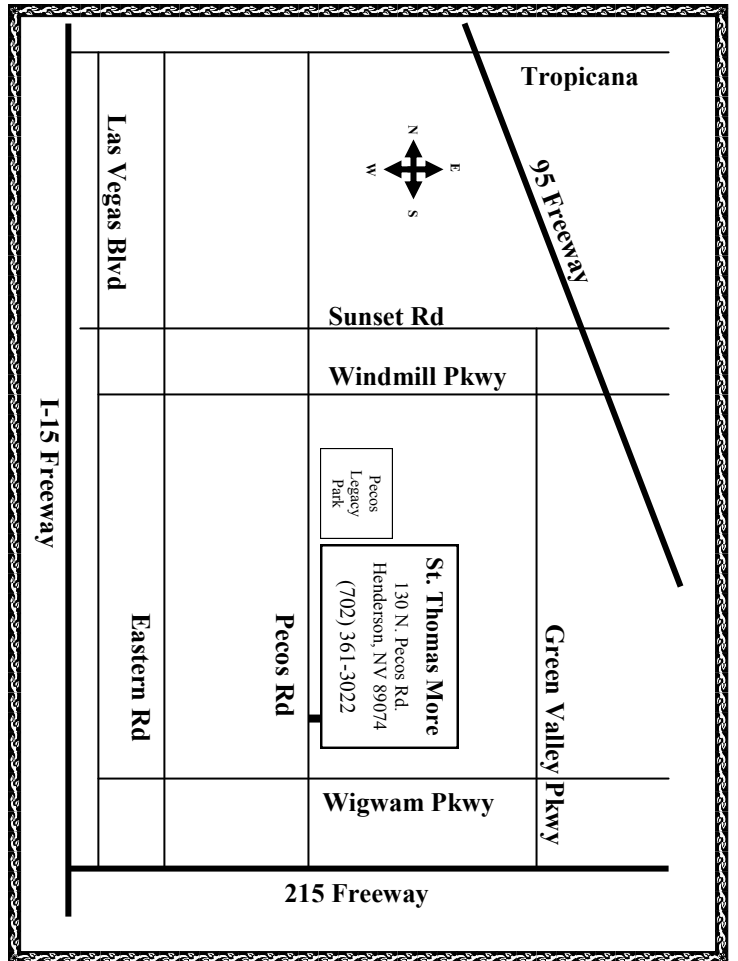 Tropicana
95 Freeway
Las Vegas Blvd
N
E
W
S
Sunset Rd
Windmill Pkwy
I-15 Freeway
Pecos
Legacy
Park
St. Thomas More
130 N. Pecos Rd.
Henderson, NV 89074
(702) 361-3022
Eastern Rd
Pecos Rd
Green Valley Pkwy
Wigwam Pkwy
215 Freeway